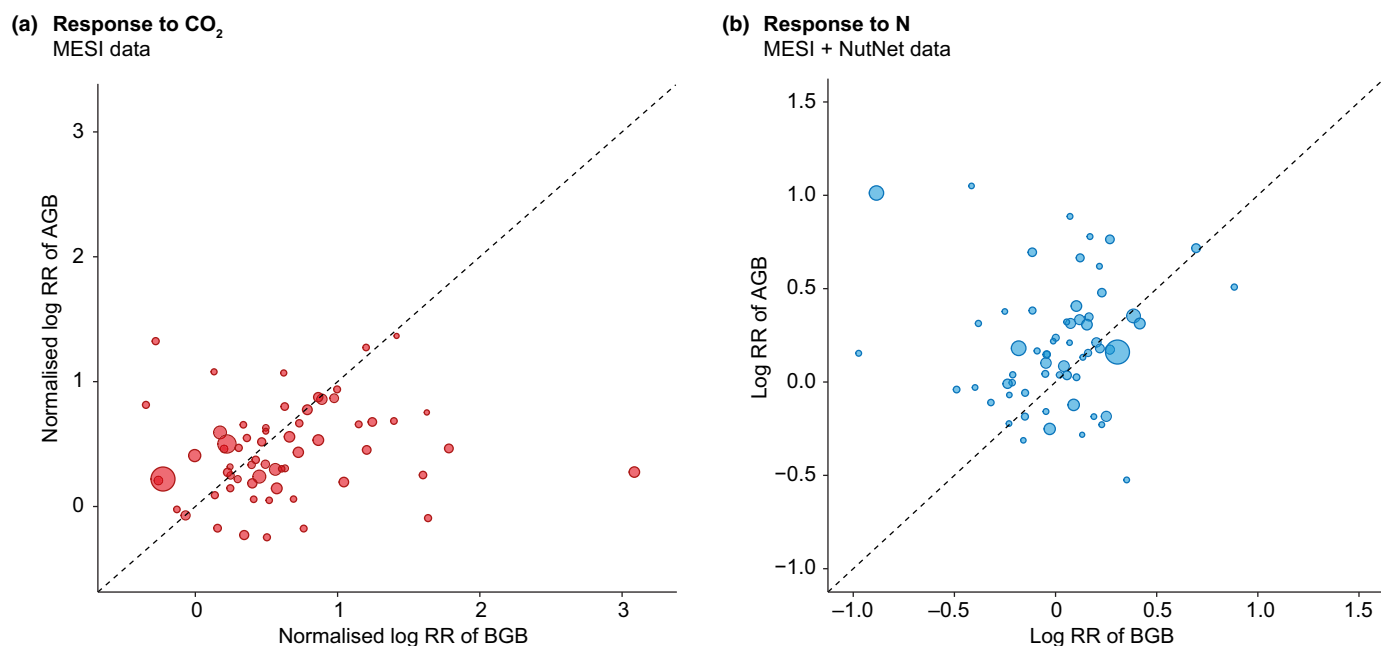 (a) Response to CO₂
MESI data
Normalised log RR of AGB
3
2
1
0
0 1 2 3
Normalised log RR of BGB
(b) Response to N
MESI + NutNet data
Log RR of AGB
1.5
1.0
0.5
0.0
−0.5
−1.0
−1.0 −0.5 0 0.5 1.0 1.5
Log RR of BGB